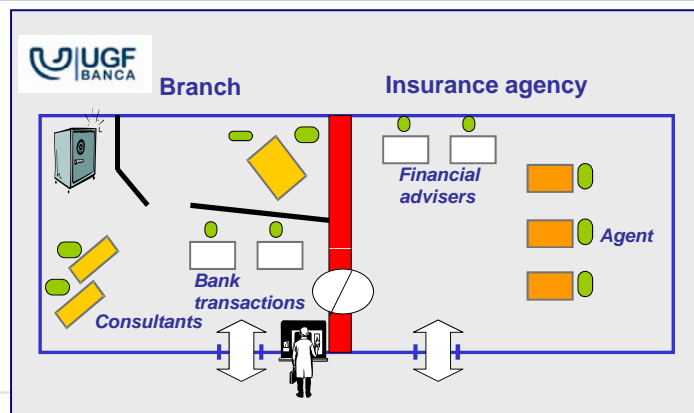 UGF
BANCA
Branch
Insurance agency
Financial
advisers
Agent
Bank
transactions
Consultants